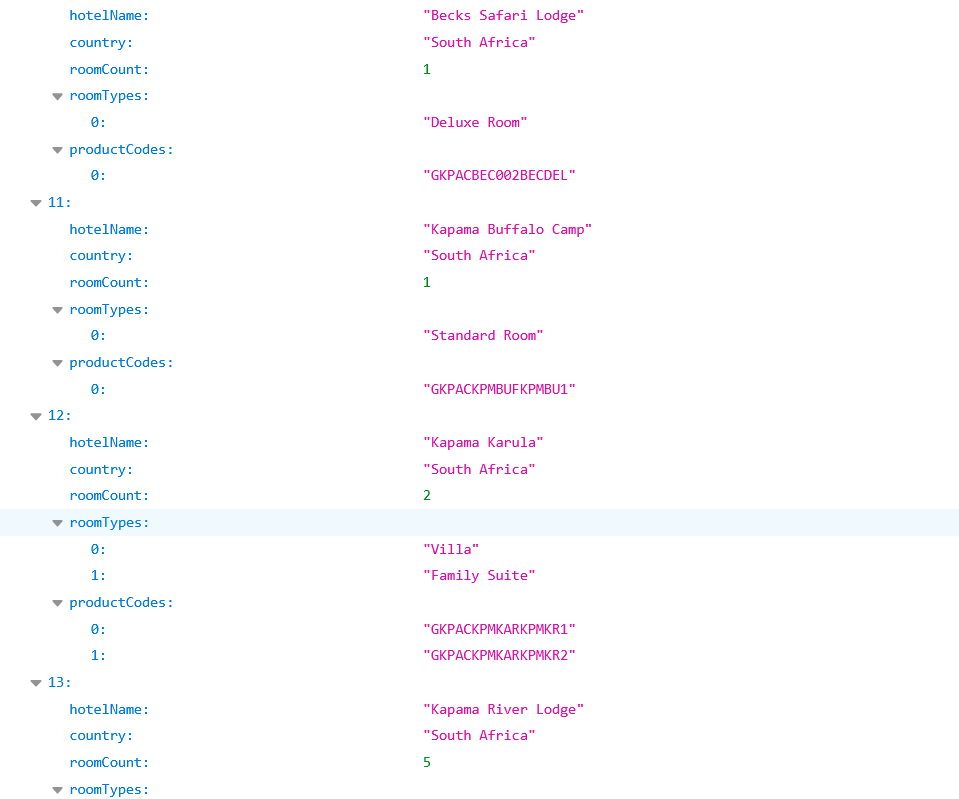 hotelName: "Becks Safari Lodge"
country: "South Africa"
roomCount: 1
roomTypes:
0: "Deluxe Room"
productCodes:
0: "GKPACBEC002BECDEL"
11:
hotelName: "Kapama Buffalo Camp"
country: "South Africa"
roomCount: 1
roomTypes:
0: "Standard Room"
productCodes:
0: "GKPACKPMBUFKPMBU1"
12:
hotelName: "Kapama Karula"
country: "South Africa"
roomCount: 2
roomTypes:
0: "Villa"
1: "Family Suite"
productCodes:
0: "GKPACKPMKARKPMKR1"
1: "GKPACKPMKARKPMKR2"
13:
hotelName: "Kapama River Lodge"
country: "South Africa"
roomCount: 5
roomTypes: